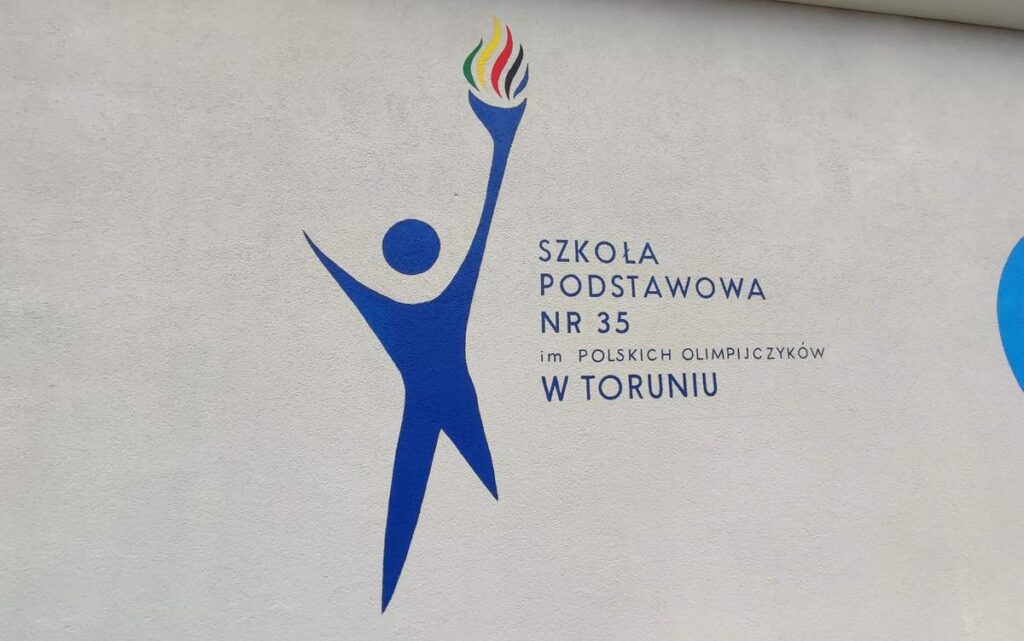 SZKOŁA
PODSTAWOWA
NR 35
im POLSKICH OLIMPIJCZYKÓW
W TORUNIU